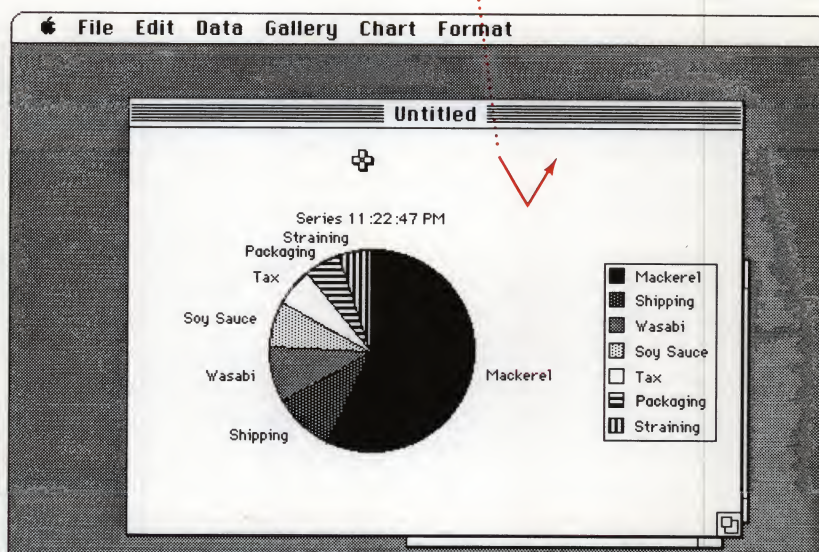 File Edit Data Gallery Chart Format
Untitled
Series 11:22:47 PM
Straining
Packaging
Tax
Soy Sauce
Wasabi
Shipping
Mackerel
Mackerel
Shipping
Wasabi
Soy Sauce
Tax
Packaging
Straining